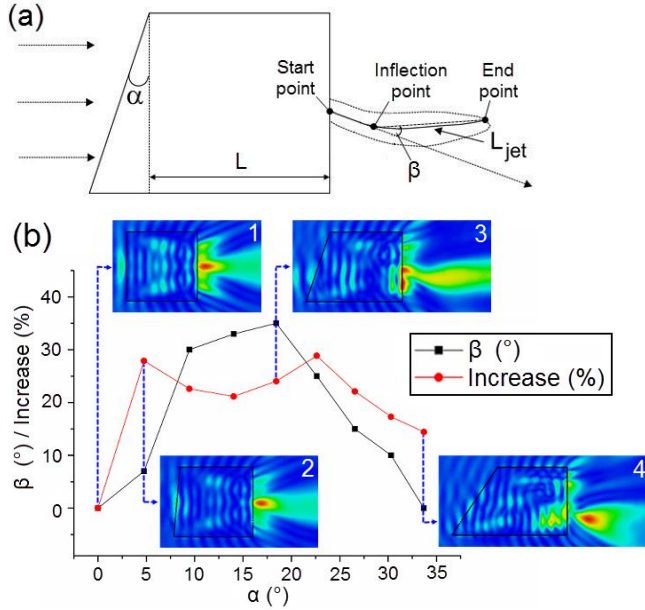 (a)
α
L
Start
point
Inflection
point
End
point
β
L_jet
(b)
1
3
2
4
β (°) / Increase (%)
40
30
20
10
0
0
5
10
15
20
25
30
35
α (°)
β (°)
Increase (%)